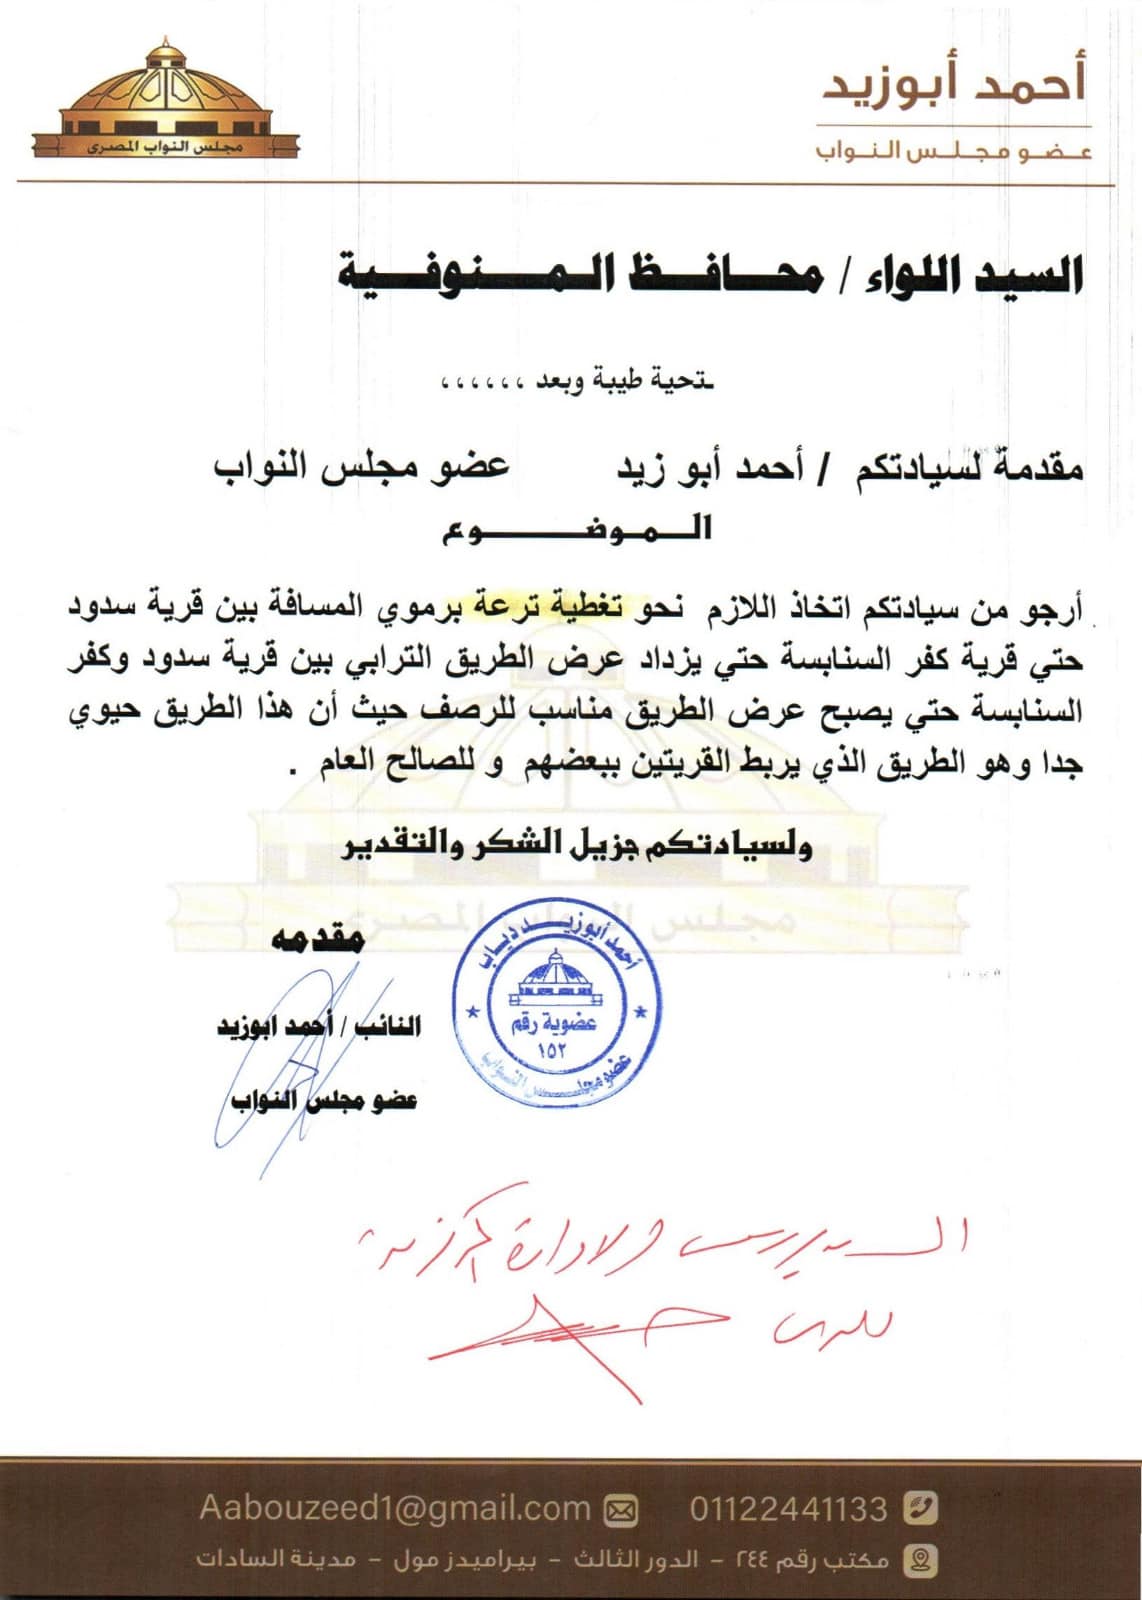 أحمد أبوزيد
عضو مجلس النواب
مجلس النواب المصرى
السيد اللواء / محافظ المنوفية
تحية طيبة وبعد ،،،،،،
مقدمة لسيادتكم / أحمد أبو زيد عضو مجلس النواب
الموضوع
أرجو من سيادتكم اتخاذ اللازم نحو تغطية ترعة برموي المسافة بين قرية سدود
حتي قرية كفر السنابسة حتي يزداد عرض الطريق الترابي بين قرية سدود وكفر
السنابسة حتي يصبح عرض الطريق مناسب للرصف حيث أن هذا الطريق حيوي
جدا وهو الطريق الذي يربط القريتين ببعضهم و للصالح العام .
ولسيادتكم جزيل الشكر والتقدير
مجلس النواب المصرى
مقدمه
النائب / أحمد ابوزيد
عضو مجلس النواب
أحمد أبوزيد دياب
عضوية رقم
١٥٢
عضو مجلس النواب
الادارة المركزية
01122441133
Aabouzeed1@gmail.com
مكتب رقم ٢٤٤ - الدور الثالث - بيراميدز مول - مدينة السادات